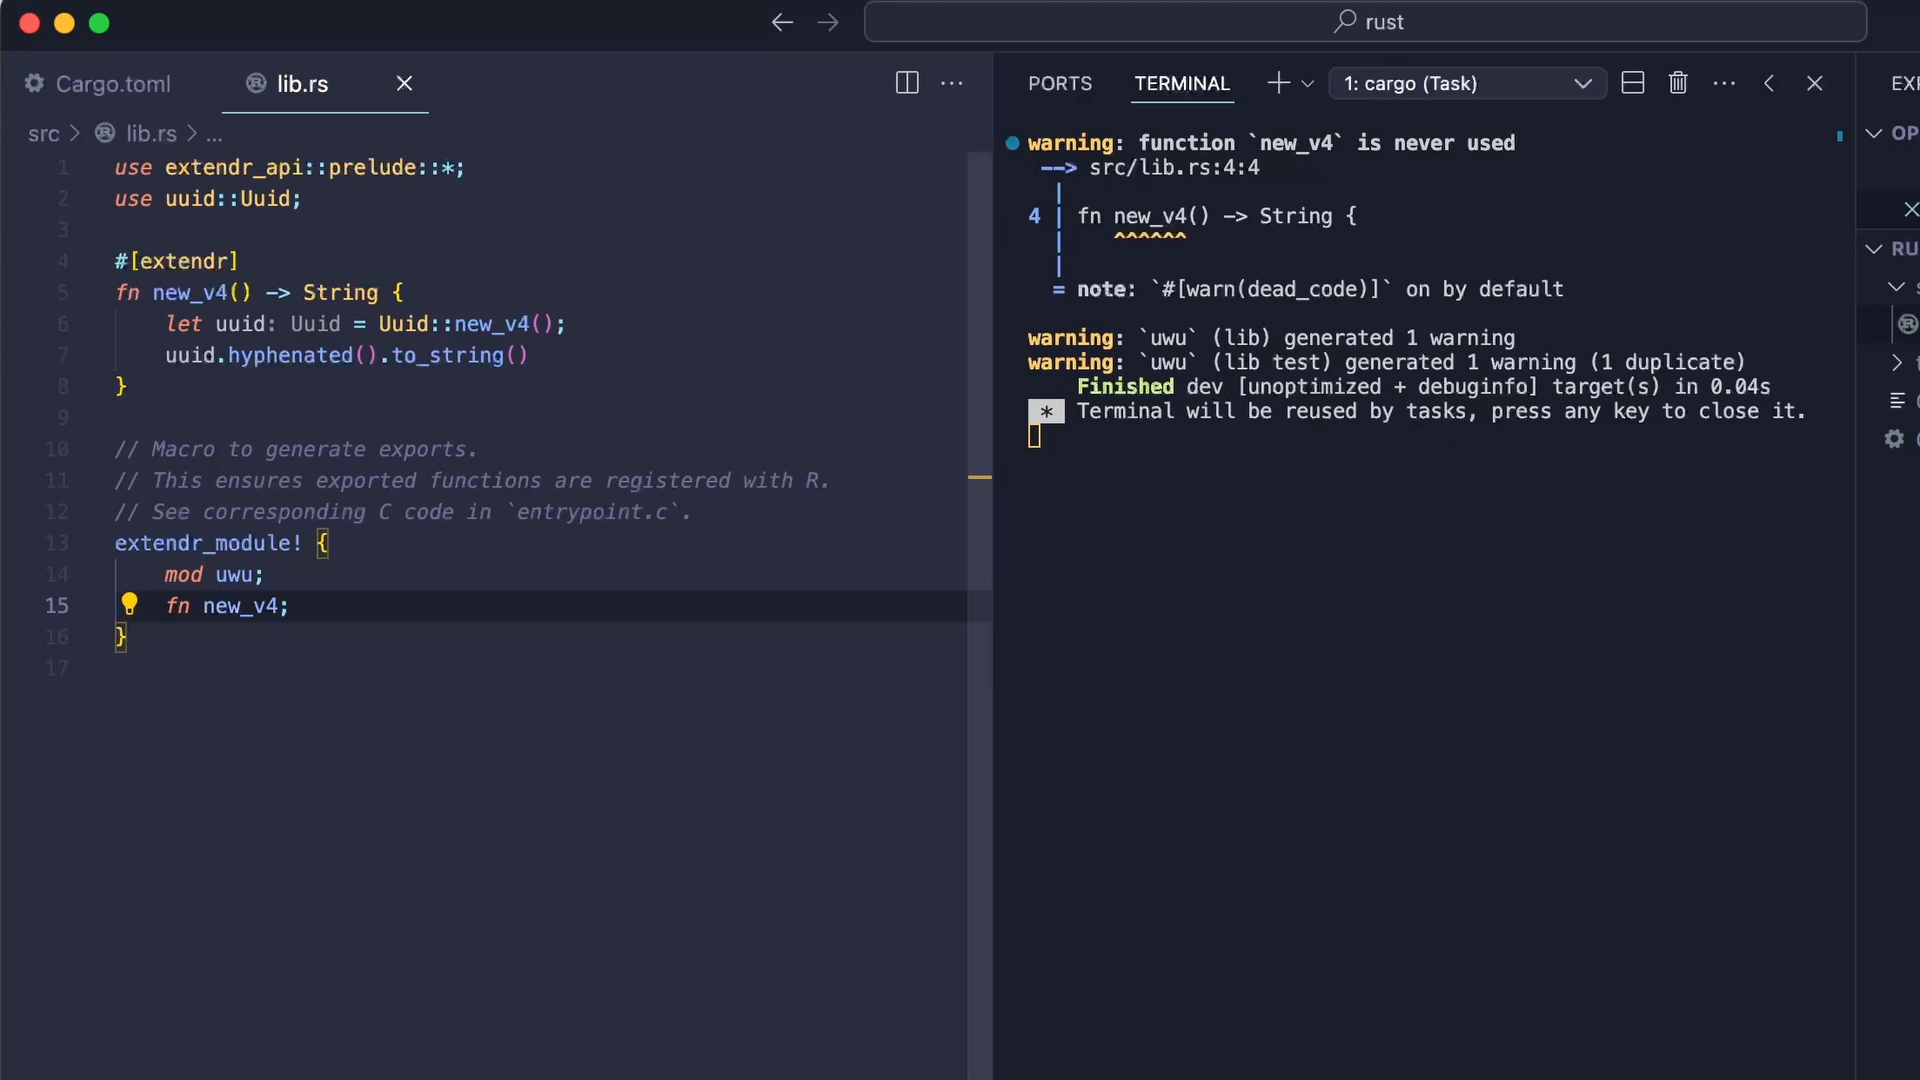 rust
Cargo.toml
lib.rs
src > lib.rs > ...
1 use extendr_api::prelude::*;
2 use uuid::Uuid;
3
4 #[extendr]
5 fn new_v4() -> String {
6 let uuid: Uuid = Uuid::new_v4();
7 uuid.hyphenated().to_string()
8 }
9
10 // Macro to generate exports.
11 // This ensures exported functions are registered with R.
12 // See corresponding C code in `entrypoint.c`.
13 extendr_module! {
14 mod uwu;
15 fn new_v4;
16 }
17
PORTS TERMINAL 1: cargo (Task)
warning: function `new_v4` is never used
--> src/lib.rs:4:4
|
4 | fn new_v4() -> String {
| ^^^^^^
|
= note: `#[warn(dead_code)]` on by default
warning: `uwu` (lib) generated 1 warning
warning: `uwu` (lib test) generated 1 warning (1 duplicate)
Finished dev [unoptimized + debuginfo] target(s) in 0.04s
* Terminal will be reused by tasks, press any key to close it.
EXP
OP
RU